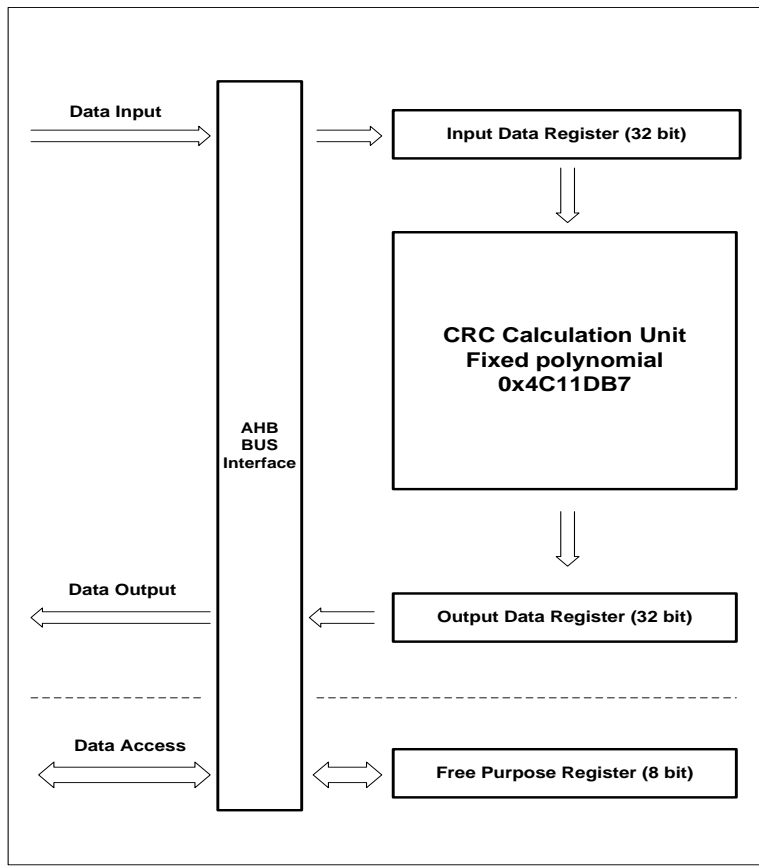 Data Input
Input Data Register (32 bit)
CRC Calculation Unit
Fixed polynomial
0x4C11DB7
AHB
BUS
Interface
Data Output
Output Data Register (32 bit)
Data Access
Free Purpose Register (8 bit)